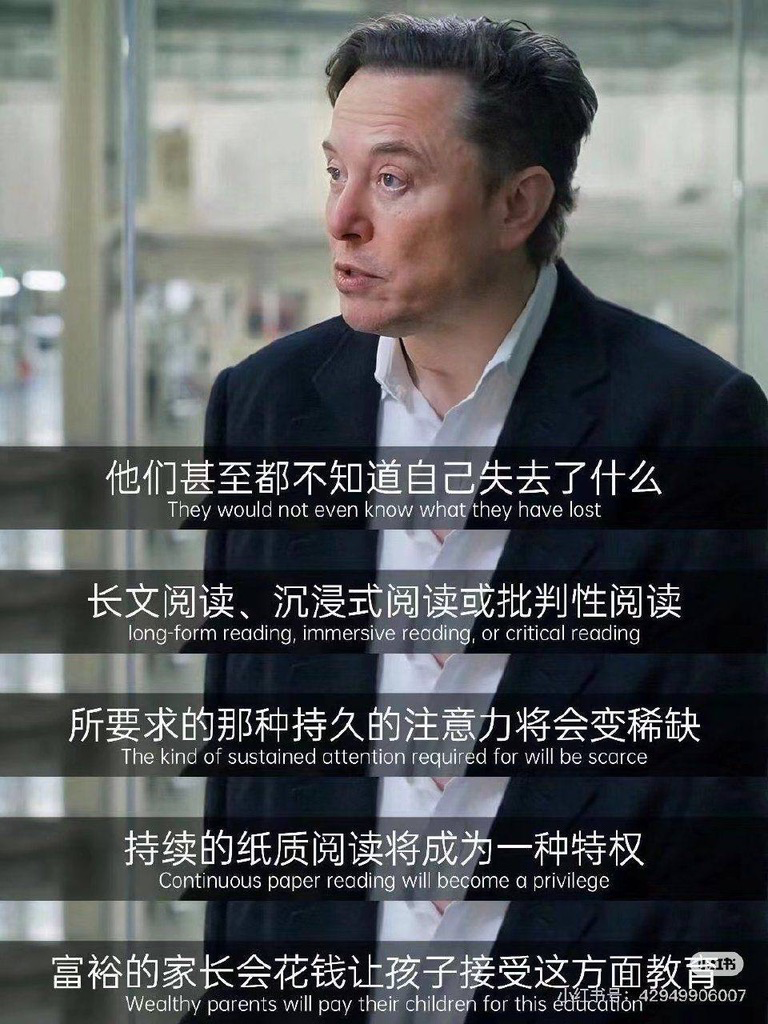 他们甚至都不知道自己失去了什么
They would not even know what they have lost
长文阅读、沉浸式阅读或批判性阅读
long-form reading, immersive reading, or critical reading
所要求的那种持久的注意力将会变稀缺
The kind of sustained attention required for will be scarce
持续的纸质阅读将成为一种特权
Continuous paper reading will become a privilege
富裕的家长会花钱让孩子接受这方面教育
Wealthy parents will pay their children for this education
小红书
小红书号：42949906007